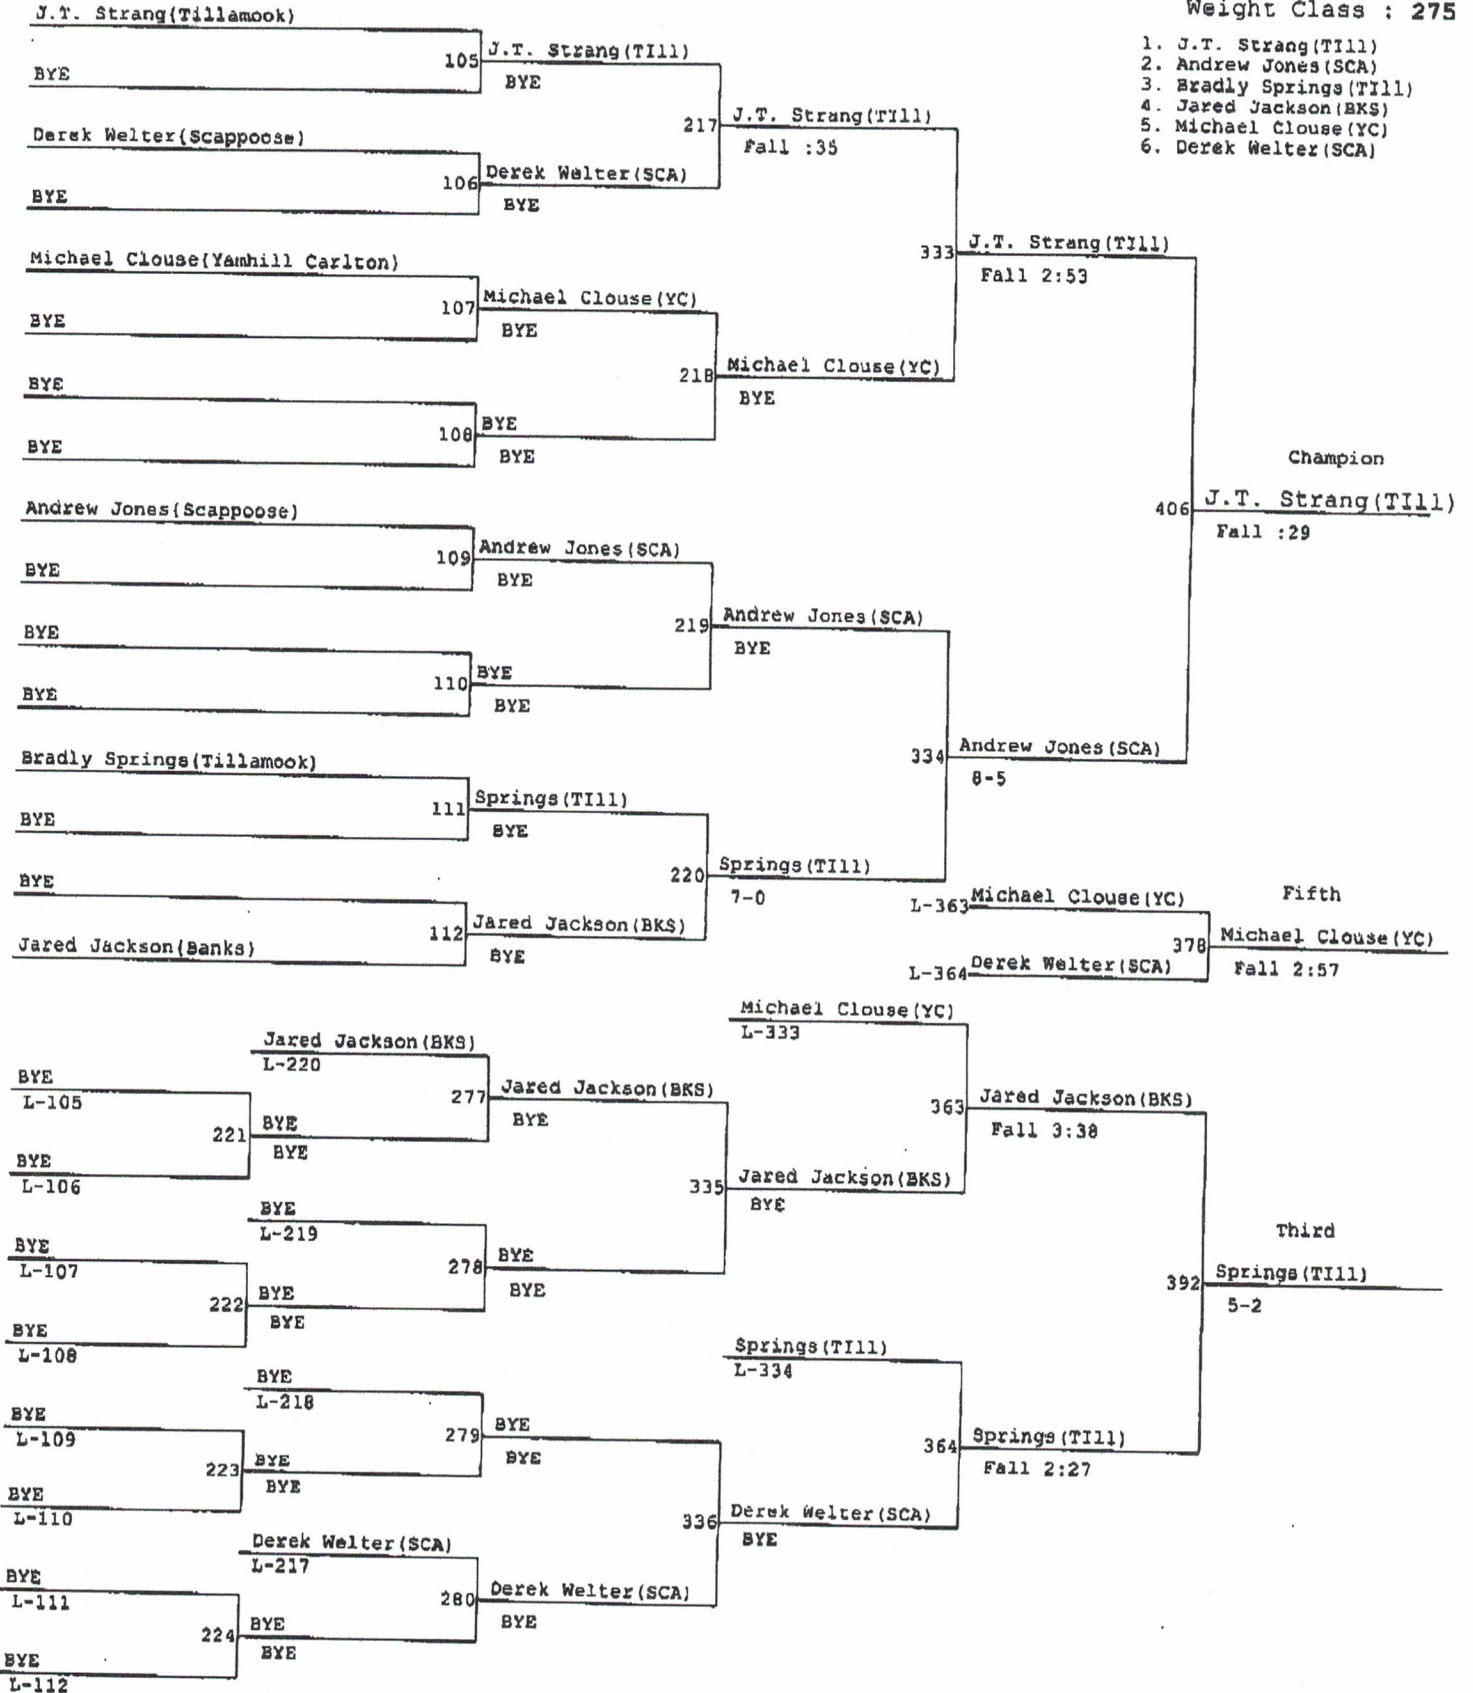 Weight Class : 275
1. J.T. Strang(TIll)
2. Andrew Jones(SCA)
3. Bradly Springs(TIll)
4. Jared Jackson(BKS)
5. Michael Clouse(YC)
6. Derek Welter(SCA)
J.T. Strang(Tillamook)
105
J.T. Strang(TIll)
BYE
BYE
217
J.T. Strang(TIll)
Fall :35
Derek Welter(Scappoose)
106
Derek Welter(SCA)
BYE
BYE
333
J.T. Strang(TIll)
Fall 2:53
Michael Clouse(Yamhill Carlton)
107
Michael Clouse(YC)
BYE
BYE
218
Michael Clouse(YC)
BYE
BYE
108
BYE
BYE
BYE
Champion
406
J.T. Strang(TIll)
Fall :29
Andrew Jones(Scappoose)
109
Andrew Jones(SCA)
BYE
BYE
219
Andrew Jones(SCA)
BYE
BYE
110
BYE
BYE
BYE
334
Andrew Jones(SCA)
8-5
Bradly Springs(Tillamook)
111
Springs(TIll)
BYE
BYE
220
Springs(TIll)
7-0
BYE
112
Jared Jackson(BKS)
Jared Jackson(Banks)
BYE
Fifth
L-363
Michael Clouse(YC)
378
Michael Clouse(YC)
Fall 2:57
L-364
Derek Welter(SCA)
Michael Clouse(YC)
L-333
Jared Jackson(BKS)
L-220
BYE
L-105
277
Jared Jackson(BKS)
BYE
363
Jared Jackson(BKS)
Fall 3:38
221
BYE
BYE
BYE
L-106
335
Jared Jackson(BKS)
BYE
BYE
L-219
BYE
L-107
278
BYE
BYE
Third
392
Springs(TIll)
5-2
222
BYE
BYE
BYE
L-108
Springs(TIll)
L-334
BYE
L-218
BYE
L-109
279
BYE
BYE
364
Springs(TIll)
Fall 2:27
223
BYE
BYE
BYE
L-110
336
Derek Welter(SCA)
BYE
Derek Welter(SCA)
L-217
BYE
L-111
280
Derek Welter(SCA)
BYE
224
BYE
BYE
BYE
L-112